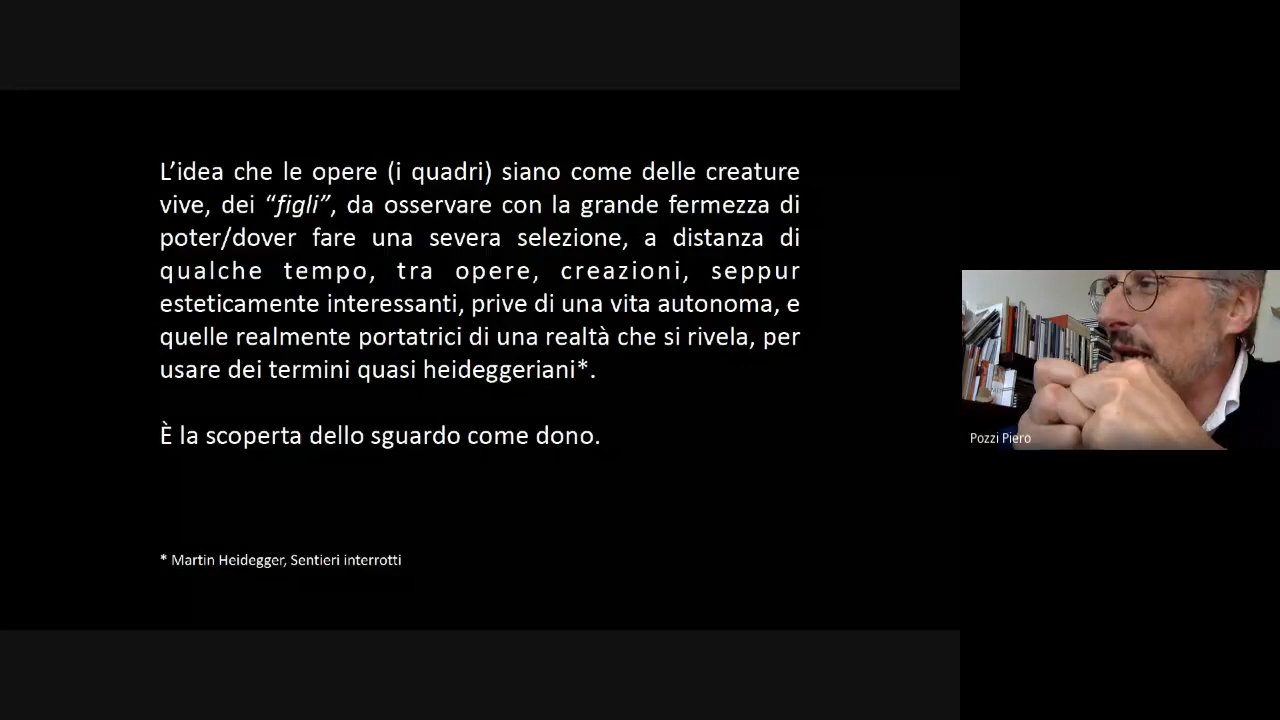 L’idea che le opere (i quadri) siano come delle creature
vive, dei “figli”, da osservare con la grande fermezza di
poter/dover fare una severa selezione, a distanza di
qualche tempo, tra opere, creazioni, seppur
esteticamente interessanti, prive di una vita autonoma, e
quelle realmente portatrici di una realtà che si rivela, per
usare dei termini quasi heideggeriani*.
È la scoperta dello sguardo come dono.
* Martin Heidegger, Sentieri interrotti
Pozzi Piero